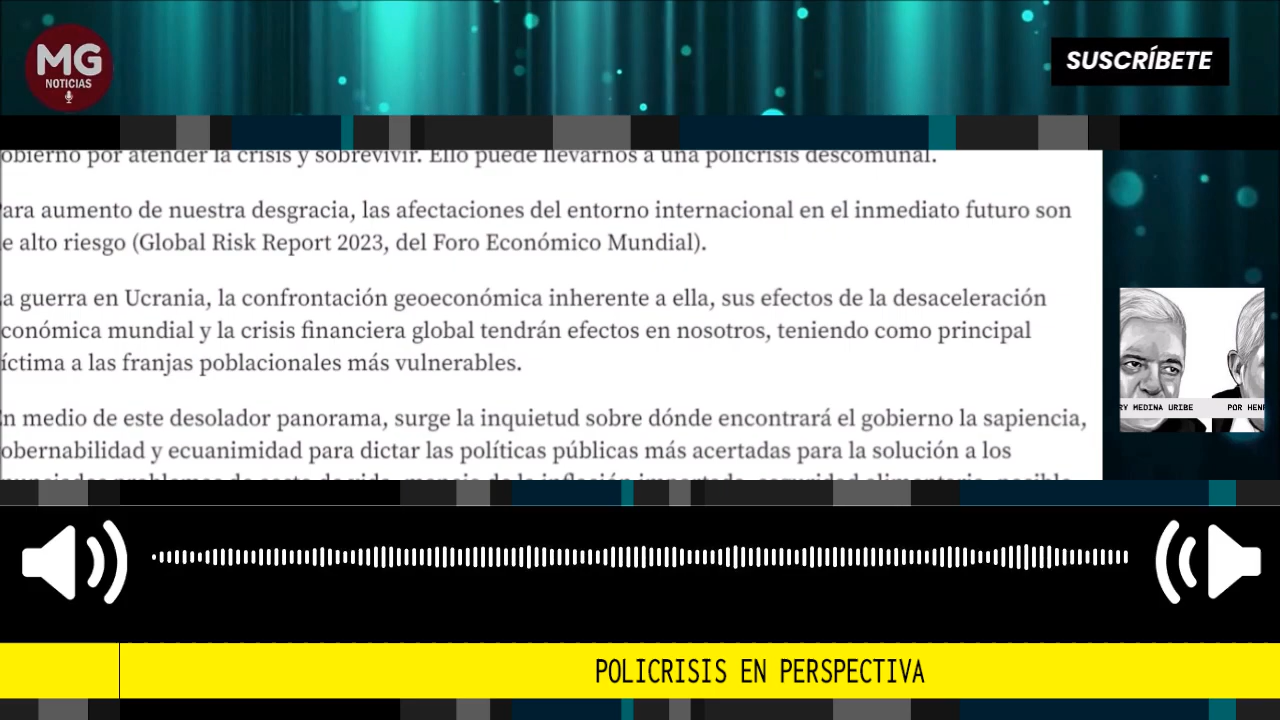 MG
NOTICIAS
SUSCRÍBETE
obierno por atender la crisis y sobrevivir. Ello puede llevarnos a una policrisis descomunal.
ara aumento de nuestra desgracia, las afectaciones del entorno internacional en el inmediato futuro son
e alto riesgo (Global Risk Report 2023, del Foro Económico Mundial).
a guerra en Ucrania, la confrontación geoeconómica inherente a ella, sus efectos de la desaceleración
conómica mundial y la crisis financiera global tendrán efectos en nosotros, teniendo como principal
íctima a las franjas poblacionales más vulnerables.
n medio de este desolador panorama, surge la inquietud sobre dónde encontrará el gobierno la sapiencia,
obernabilidad y ecuanimidad para dictar las políticas públicas más acertadas para la solución a los
RY MEDINA URIBE POR HENR
POLICRISIS EN PERSPECTIVA